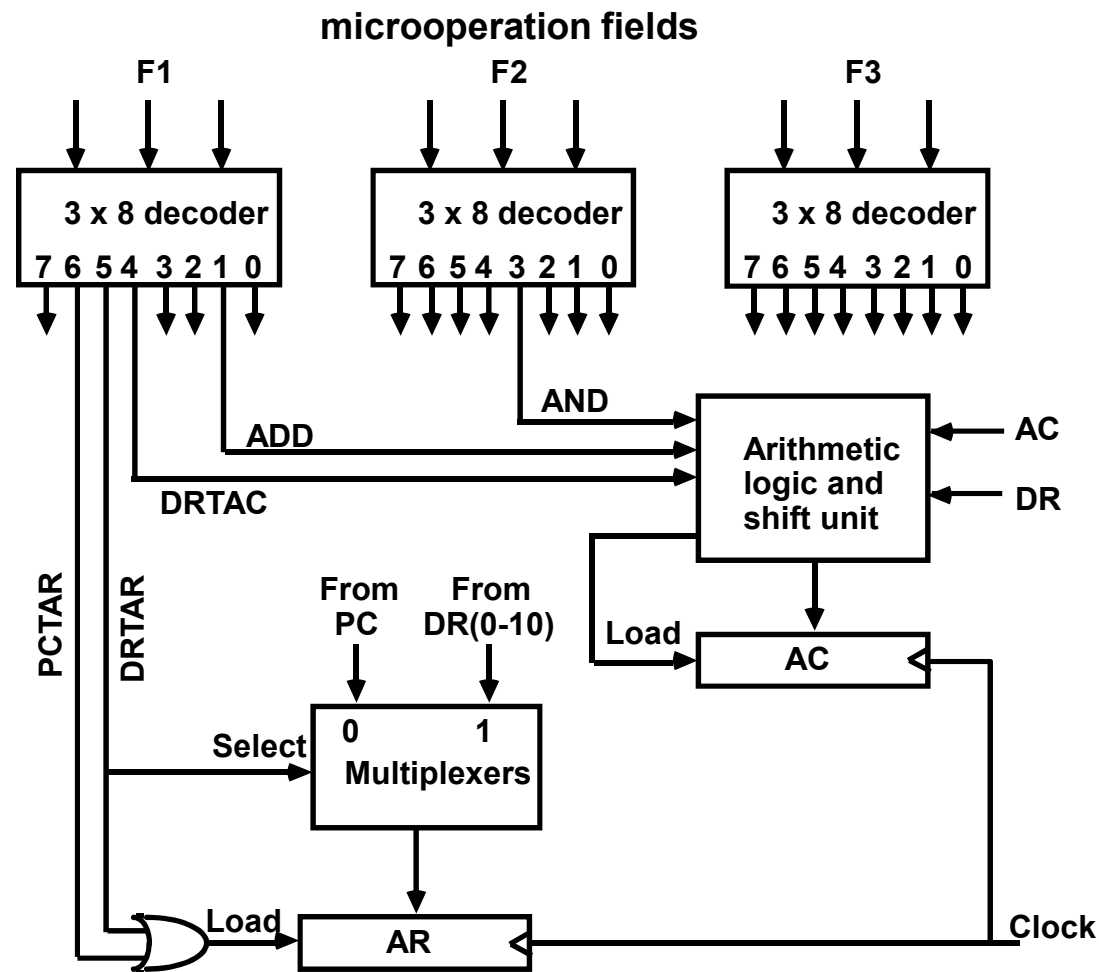 microoperation fields
F1 F2 F3
3 x 8 decoder 3 x 8 decoder 3 x 8 decoder
7 6 5 4 3 2 1 0 7 6 5 4 3 2 1 0 7 6 5 4 3 2 1 0
AND
ADD
DRTAC
Arithmetic
logic and
shift unit
AC
DR
PCTAR
DRTAR
From
PC
From
DR(0-10)
Load
AC
Select
0 1
Multiplexers
Load
AR
Clock